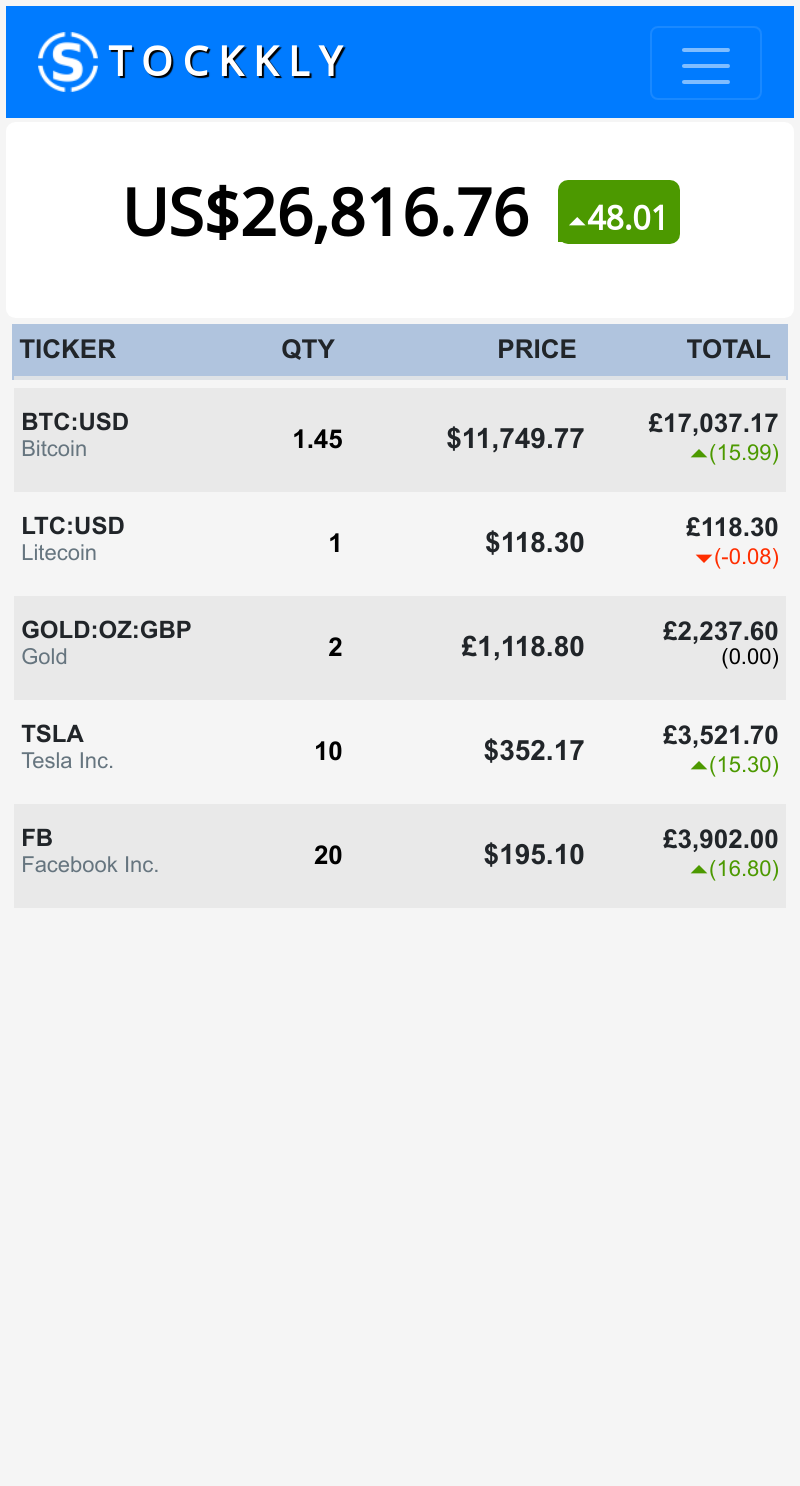 S TOCKKLY
US$26,816.76 48.01
TICKER QTY PRICE TOTAL
BTC:USD 1.45 $11,749.77 £17,037.17
Bitcoin (15.99)
LTC:USD 1 $118.30 £118.30
Litecoin (-0.08)
GOLD:OZ:GBP 2 £1,118.80 £2,237.60
Gold (0.00)
TSLA 10 $352.17 £3,521.70
Tesla Inc. (15.30)
FB 20 $195.10 £3,902.00
Facebook Inc. (16.80)